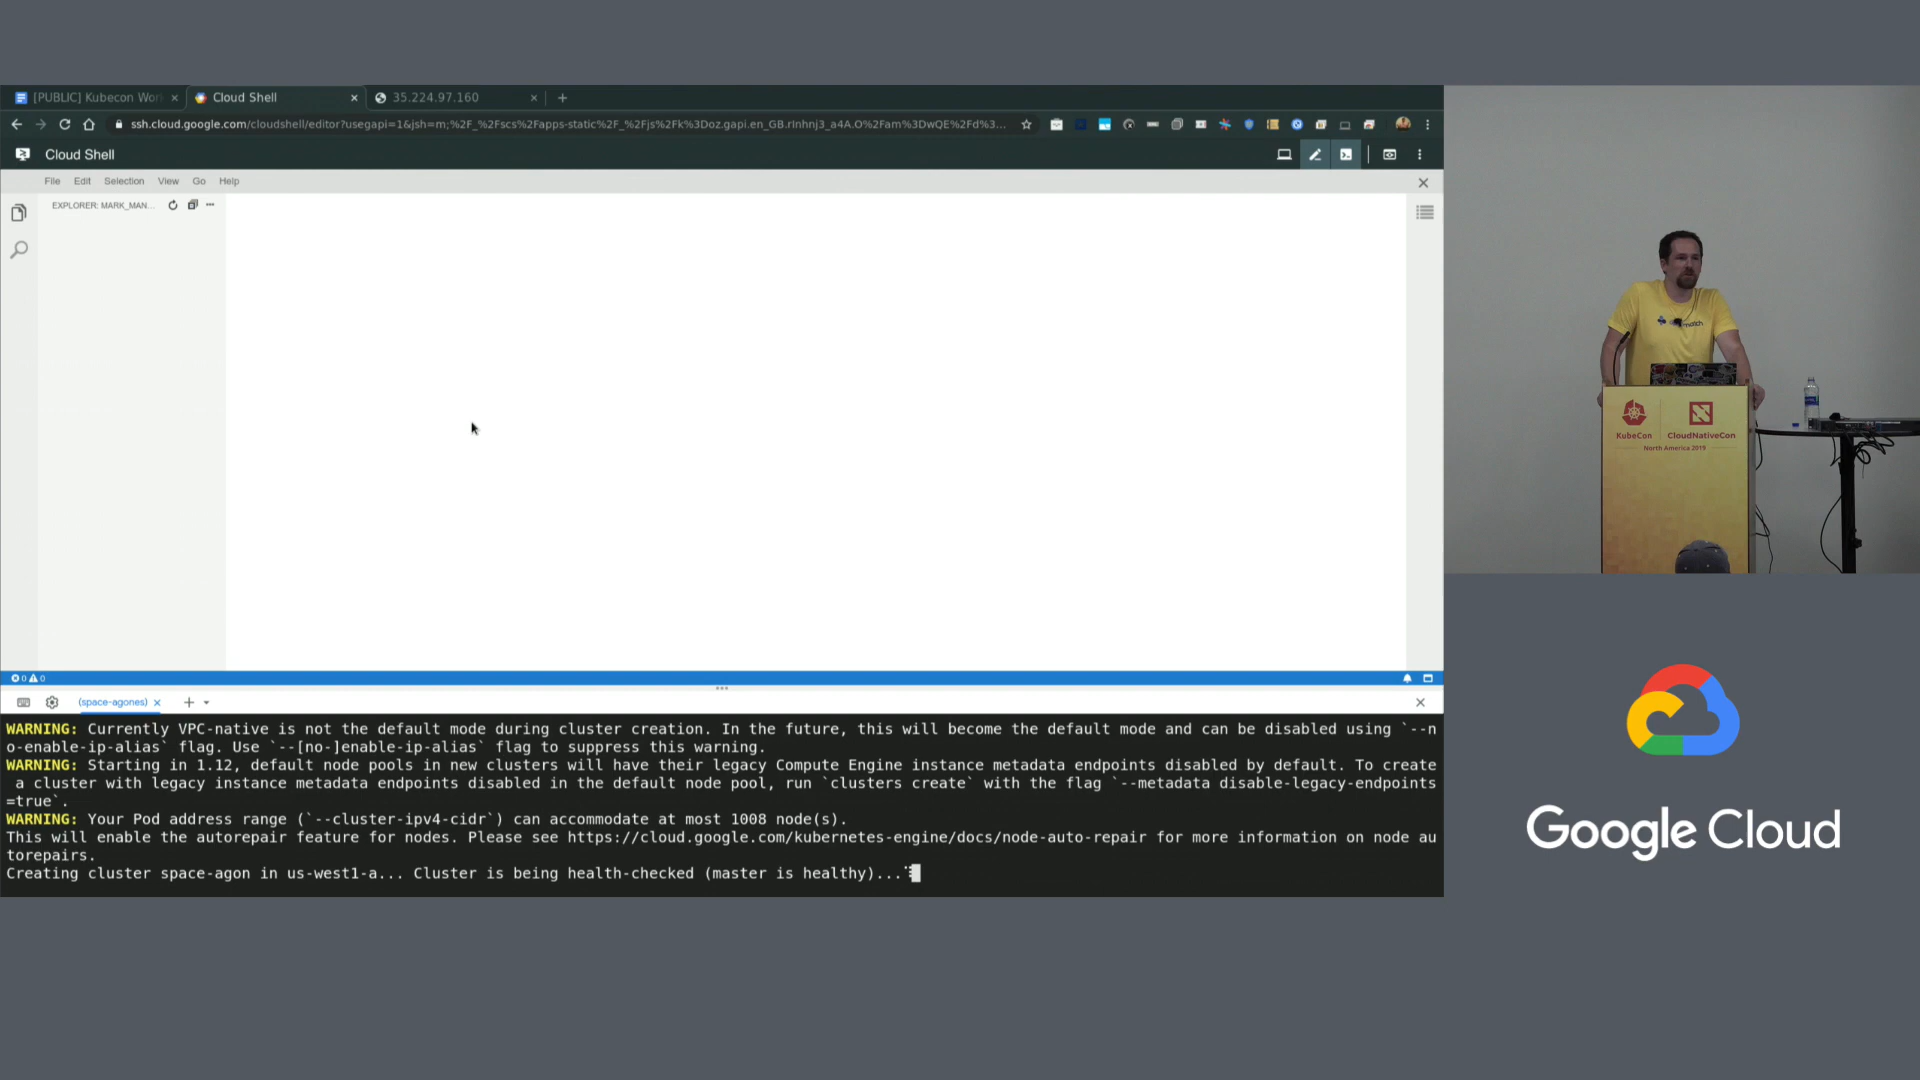 [PUBLIC] Kubecon Wor
Cloud Shell
35.224.97.160
ssh.cloud.google.com/cloudshell/editor?usegapi=1&jsh=m;%2F_%2Fscs%2Fapps-static%2F_%2Fjs%2Fk%3Doz.gapi.en_GB.rlnhnj3_a4A.O%2Fam%3DwQE%2Fd%3...
Cloud Shell
File Edit Selection View Go Help
EXPLORER: MARK_MAN...
0 0
(space-agones)
WARNING: Currently VPC-native is not the default mode during cluster creation. In the future, this will become the default mode and can be disabled using `--n
o-enable-ip-alias` flag. Use `--[no-]enable-ip-alias` flag to suppress this warning.
WARNING: Starting in 1.12, default node pools in new clusters will have their legacy Compute Engine instance metadata endpoints disabled by default. To create
a cluster with legacy instance metadata endpoints disabled in the default node pool, run `clusters create` with the flag `--metadata disable-legacy-endpoints
=true`.
WARNING: Your Pod address range (`--cluster-ipv4-cidr`) can accommodate at most 1008 node(s).
This will enable the autorepair feature for nodes. Please see https://cloud.google.com/kubernetes-engine/docs/node-auto-repair for more information on node au
torepairs.
Creating cluster space-agon in us-west1-a... Cluster is being health-checked (master is healthy)...
KubeCon CloudNativeCon
North America 2019
Google Cloud